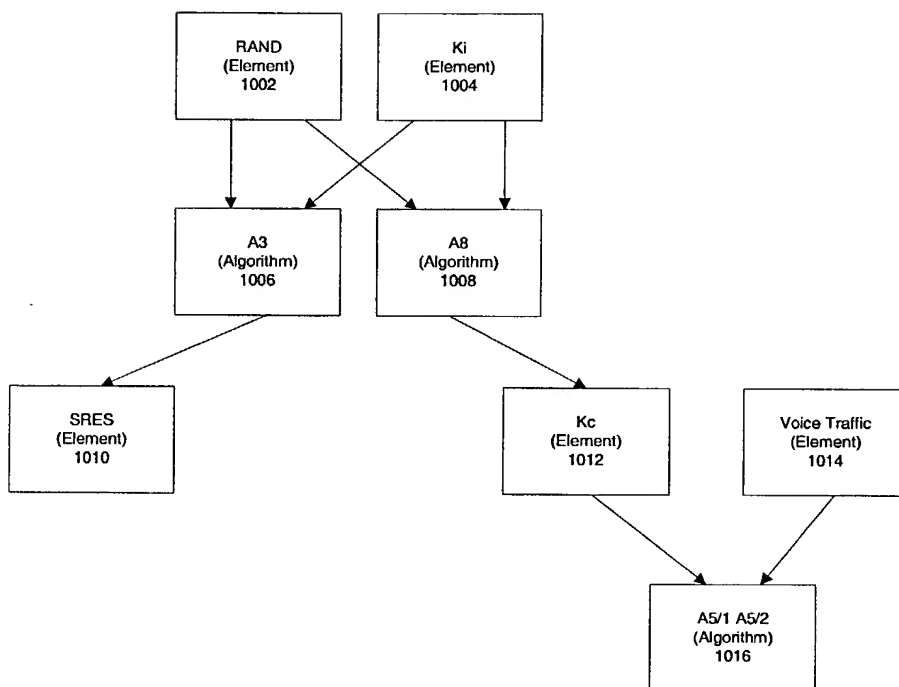 RAND
(Element)
1002
Ki
(Element)
1004
A3
(Algorithm)
1006
A8
(Algorithm)
1008
SRES
(Element)
1010
Kc
(Element)
1012
Voice Traffic
(Element)
1014
A5/1 A5/2
(Algorithm)
1016